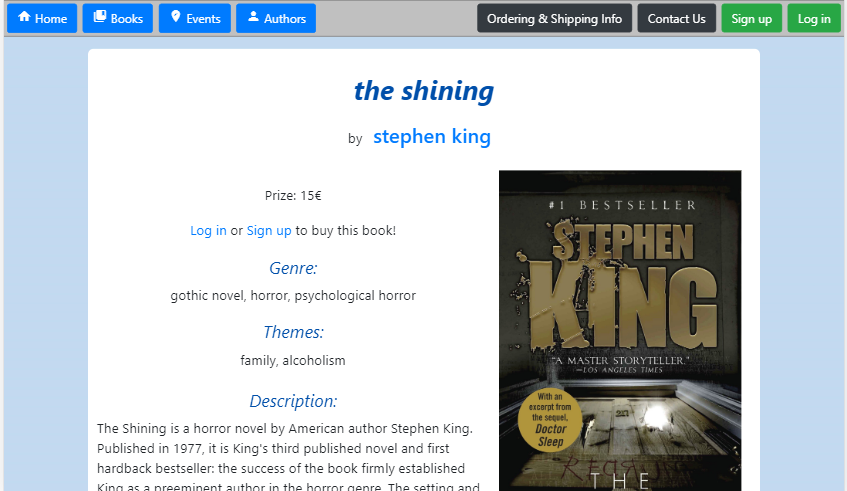 Home Books Events Authors Ordering & Shipping Info Contact Us Sign up Log in
the shining
by stephen king
Prize: 15€
Log in or Sign up to buy this book!
Genre:
gothic novel, horror, psychological horror
Themes:
family, alcoholism
Description:
The Shining is a horror novel by American author Stephen King.
Published in 1977, it is King's third published novel and first
hardback bestseller: the success of the book firmly established
King as a preeminent author in the horror genre. The setting and
#1 BESTSELLER
STEPHEN
KING
"A MASTER STORYTELLER."
—LOS ANGELES TIMES
With an
excerpt from
the sequel,
Doctor
Sleep
THE